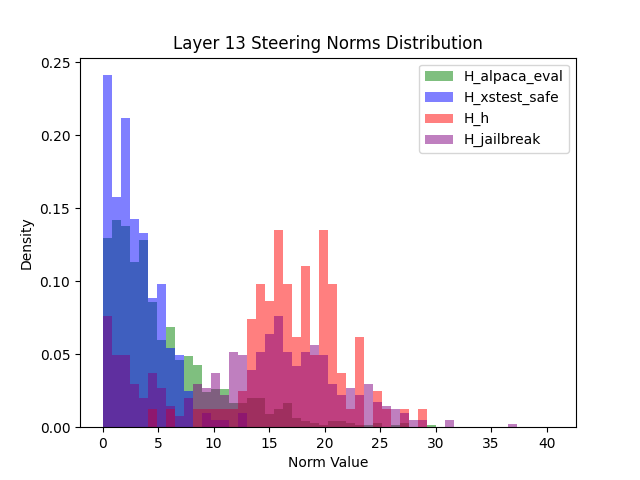 Layer 13 Steering Norms Distribution
H_alpaca_eval
H_xstest_safe
H_h
H_jailbreak
0.25
0.20
0.15
0.10
0.05
0.00
Density
0 5 10 15 20 25 30 35 40
Norm Value